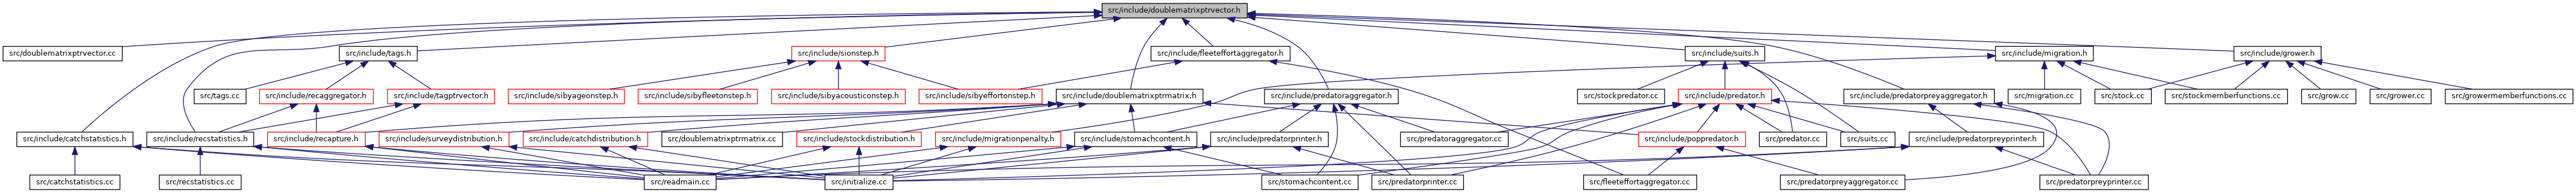 src/include/doublematrixptrvector.h
src/doublematrixptrvector.cc
src/include/tags.h
src/include/sionstep.h
src/include/fleeteffortaggregator.h
src/include/suits.h
src/include/migration.h
src/include/grower.h
src/tags.cc
src/include/recaggregator.h
src/include/tagptrvector.h
src/include/sibyageonstep.h
src/include/sibyfleetonstep.h
src/include/sibyacousticonstep.h
src/include/sibyeffortonstep.h
src/include/doublematrixptrmatrix.h
src/include/predatoraggregator.h
src/stockpredator.cc
src/include/predator.h
src/include/predatorpreyaggregator.h
src/migration.cc
src/stock.cc
src/stockmemberfunctions.cc
src/grow.cc
src/grower.cc
src/growermemberfunctions.cc
src/include/catchstatistics.h
src/include/recstatistics.h
src/include/recapture.h
src/include/surveydistribution.h
src/include/catchdistribution.h
src/doublematrixptrmatrix.cc
src/include/stockdistribution.h
src/include/migrationpenalty.h
src/include/stomachcontent.h
src/include/predatorprinter.h
src/predatoraggregator.cc
src/include/poppredator.h
src/predator.cc
src/suits.cc
src/include/predatorpreyprinter.h
src/catchstatistics.cc
src/recstatistics.cc
src/readmain.cc
src/initialize.cc
src/stomachcontent.cc
src/predatorprinter.cc
src/fleeteffortaggregator.cc
src/predatorpreyaggregator.cc
src/predatorpreyprinter.cc